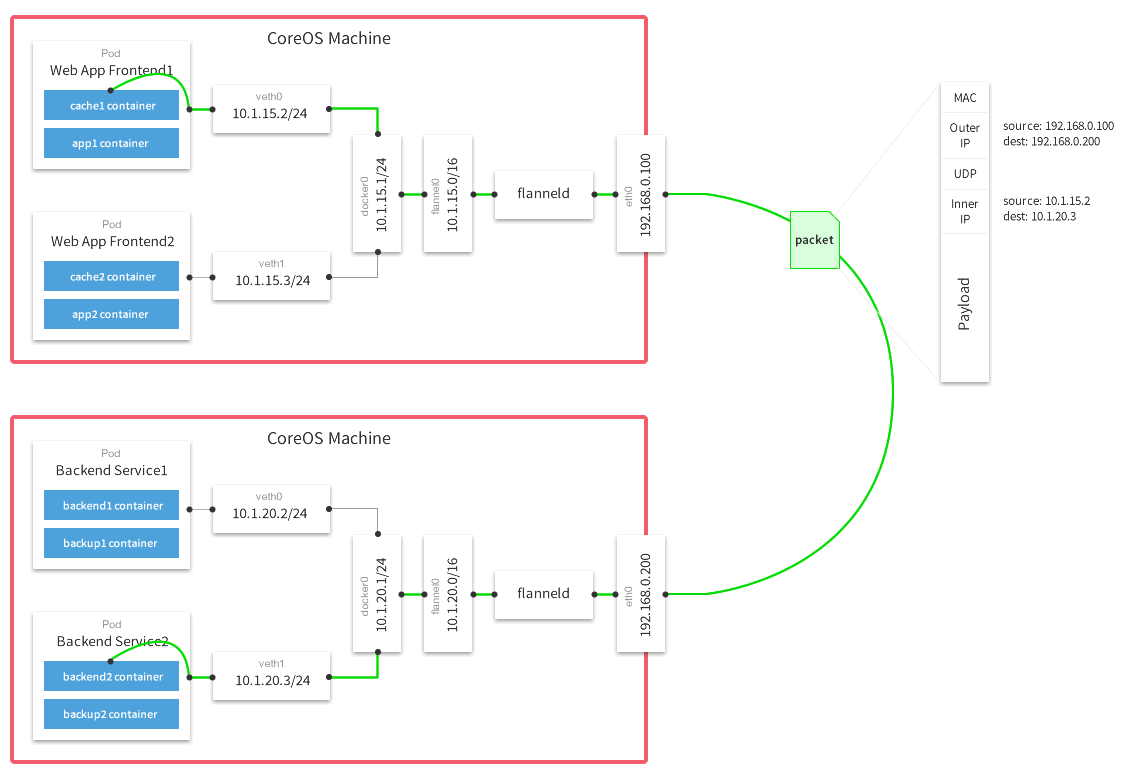 CoreOS Machine
Pod
Web App Frontend1
cache1 container
app1 container
veth0
10.1.15.2/24
Pod
Web App Frontend2
cache2 container
app2 container
veth1
10.1.15.3/24
docker0
10.1.15.1/24
flannel0
10.1.15.0/16
flanneld
eth0
192.168.0.100
packet
MAC
Outer
IP
source: 192.168.0.100
dest: 192.168.0.200
UDP
Inner
IP
source: 10.1.15.2
dest: 10.1.20.3
Payload
CoreOS Machine
Pod
Backend Service1
backend1 container
backup1 container
veth0
10.1.20.2/24
Pod
Backend Service2
backend2 container
backup2 container
veth1
10.1.20.3/24
docker0
10.1.20.1/24
flannel0
10.1.20.0/16
flanneld
eth0
192.168.0.200